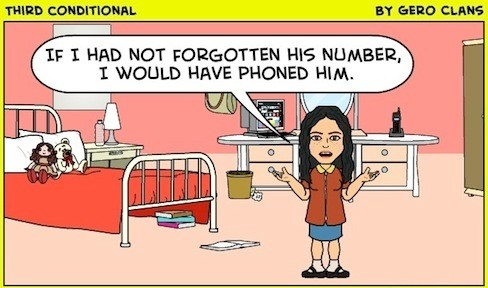 THIRD CONDITIONAL
BY GERO CLANS
IF I HAD NOT FORGOTTEN HIS NUMBER,
I WOULD HAVE PHONED HIM.